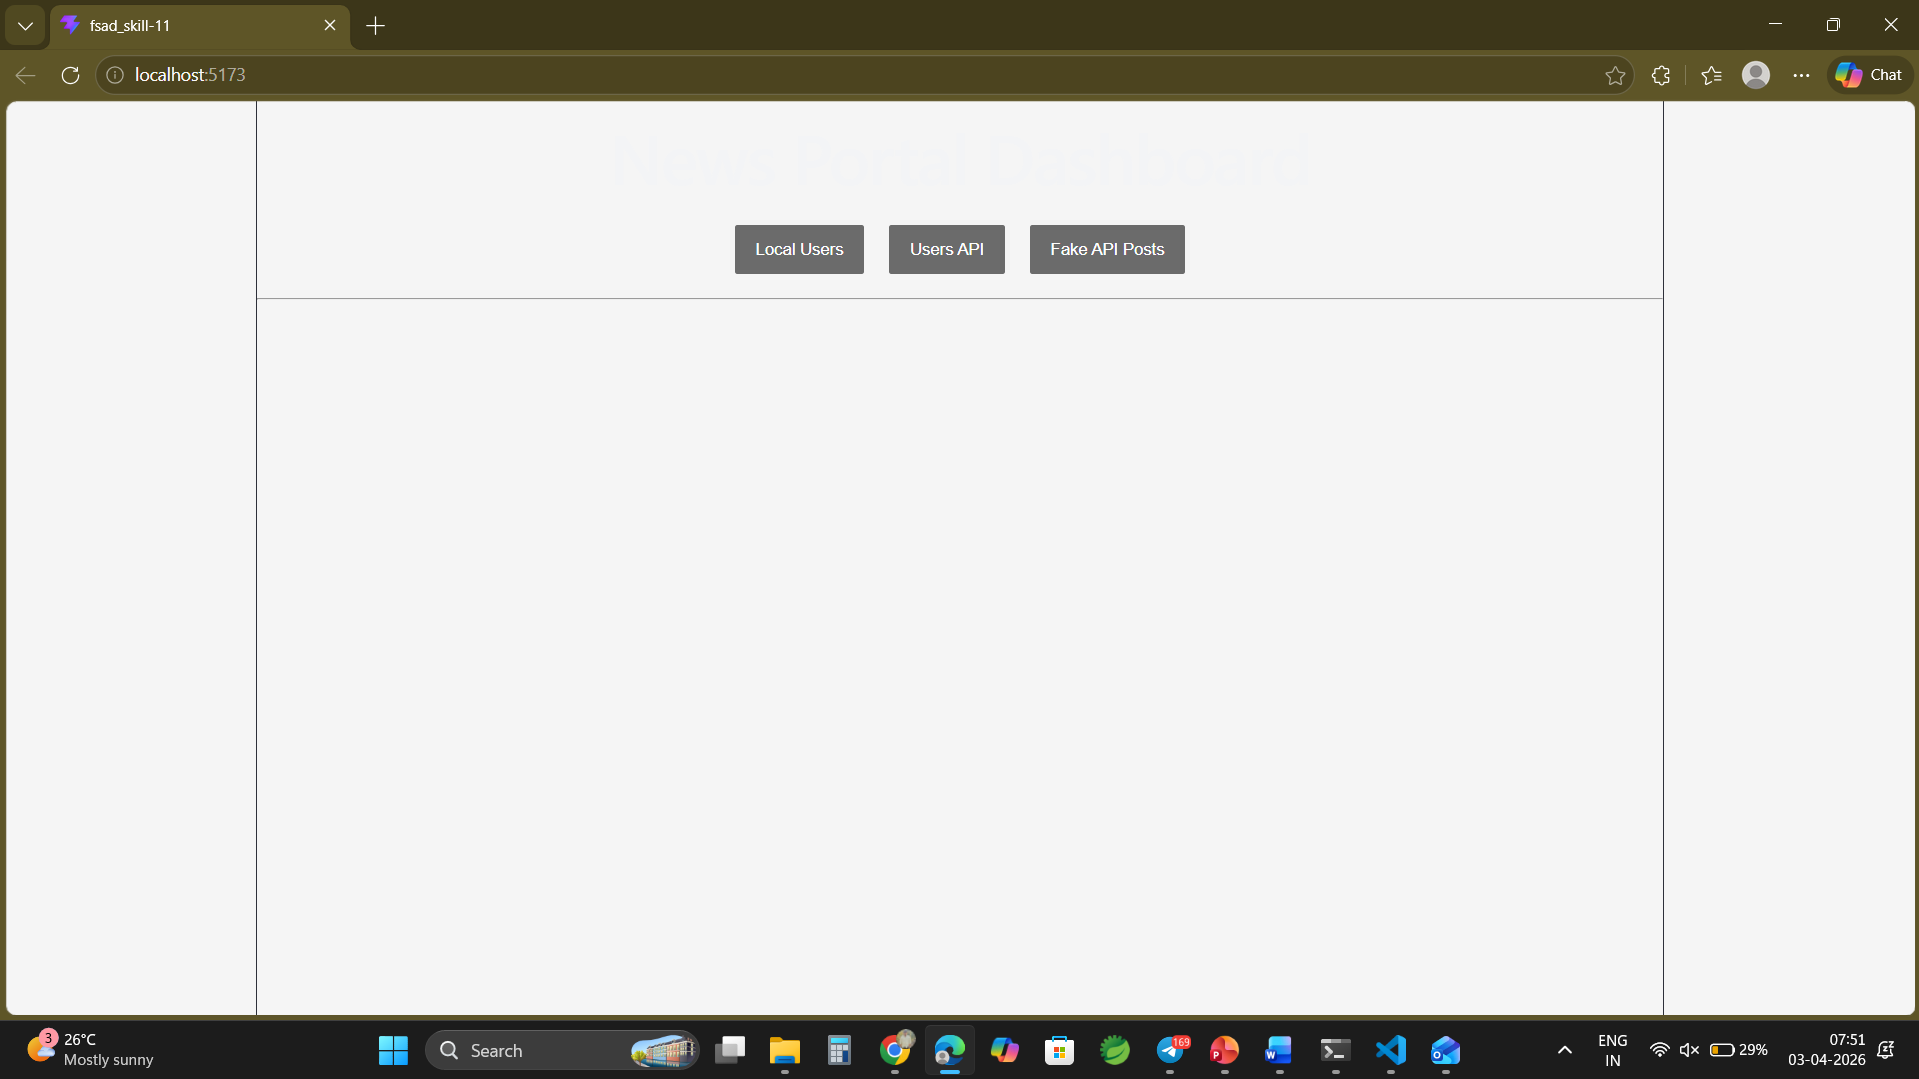 fsad_skill-11
localhost:5173
Chat
News Portal Dashboard
Local Users
Users API
Fake API Posts
3
26°C
Mostly sunny
Search
169
ENG
IN
29%
07:51
03-04-2026